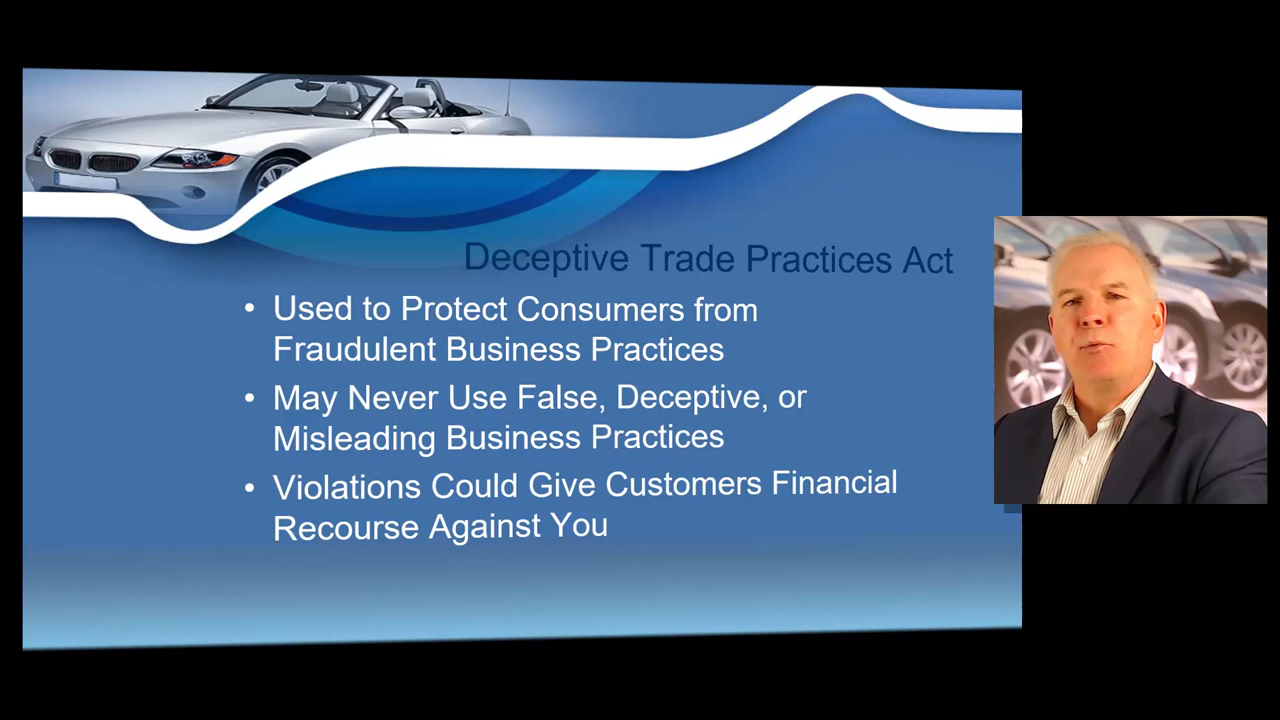 Deceptive Trade Practices Act
• Used to Protect Consumers from
Fraudulent Business Practices
• May Never Use False, Deceptive, or
Misleading Business Practices
• Violations Could Give Customers Financial
Recourse Against You